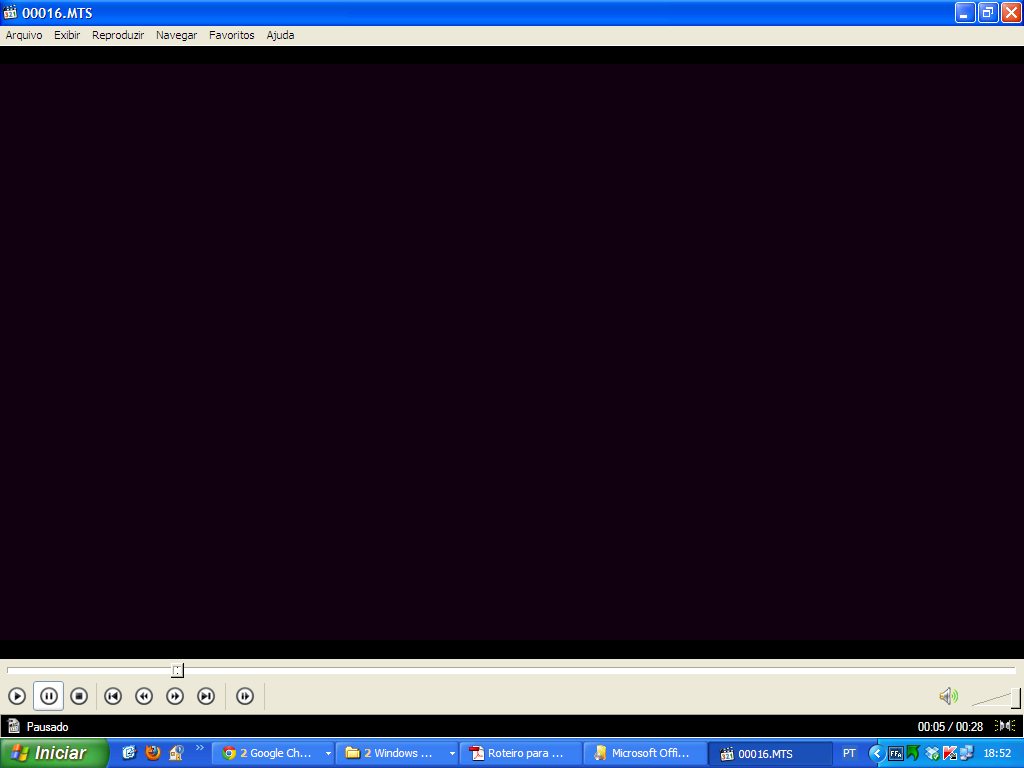 00016.MTS
Arquivo Exibir Reproduzir Navegar Favoritos Ajuda
Pausado 00:05 / 00:28
Iniciar 2 Google Ch... 2 Windows ... Roteiro para ... Microsoft Offi... 00016.MTS PT 18:52